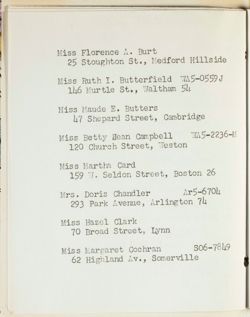 Miss Florence A. Burt
25 Stoughton St., Medford Hillside
Miss Ruth I. Butterfield WA5-0559J
146 Murtle St., Waltham 54
Miss Maude E. Butters
47 Shepard Street, Cambridge
Miss Betty Jean Campbell WA5-2236-M
120 Church Street, Weston
Miss Martha Card
159 W. Seldon Street, Boston 26
Mrs. Doris Chandler Ar5-6704
293 Park Avenue, Arlington 74
Miss Hazel Clark
70 Broad Street, Lynn
Miss Margaret Cochran SO6-7849
62 Highland Av., Somerville